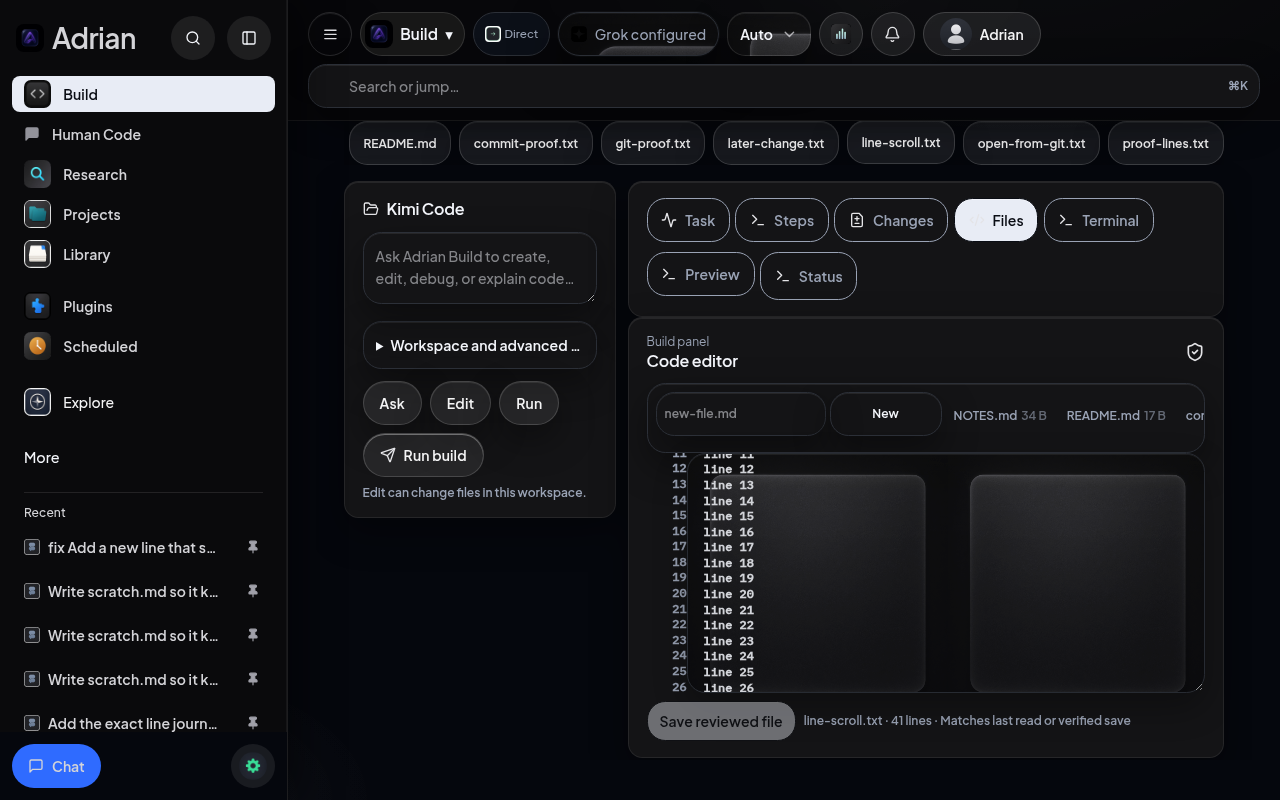 Adrian
Build
Human Code
Research
Projects
Library
Plugins
Scheduled
Explore
More
Recent
fix Add a new line that s…
Write scratch.md so it k…
Write scratch.md so it k…
Write scratch.md so it k…
Add the exact line journ…
Chat
Build ▾
Direct
Grok configured
Auto
Adrian
Search or jump…
⌘K
README.md
commit-proof.txt
git-proof.txt
later-change.txt
line-scroll.txt
open-from-git.txt
proof-lines.txt
Kimi Code
Ask Adrian Build to create,
edit, debug, or explain code…
▶ Workspace and advanced …
Ask
Edit
Run
Run build
Edit can change files in this workspace.
Task
Steps
Changes
Files
Terminal
Preview
Status
Build panel
Code editor
new-file.md
New
NOTES.md 34 B
README.md 17 B
11 line 11
12 line 12
13 line 13
14 line 14
15 line 15
16 line 16
17 line 17
18 line 18
19 line 19
20 line 20
21 line 21
22 line 22
23 line 23
24 line 24
25 line 25
26 line 26
Save reviewed file
line-scroll.txt · 41 lines · Matches last read or verified save